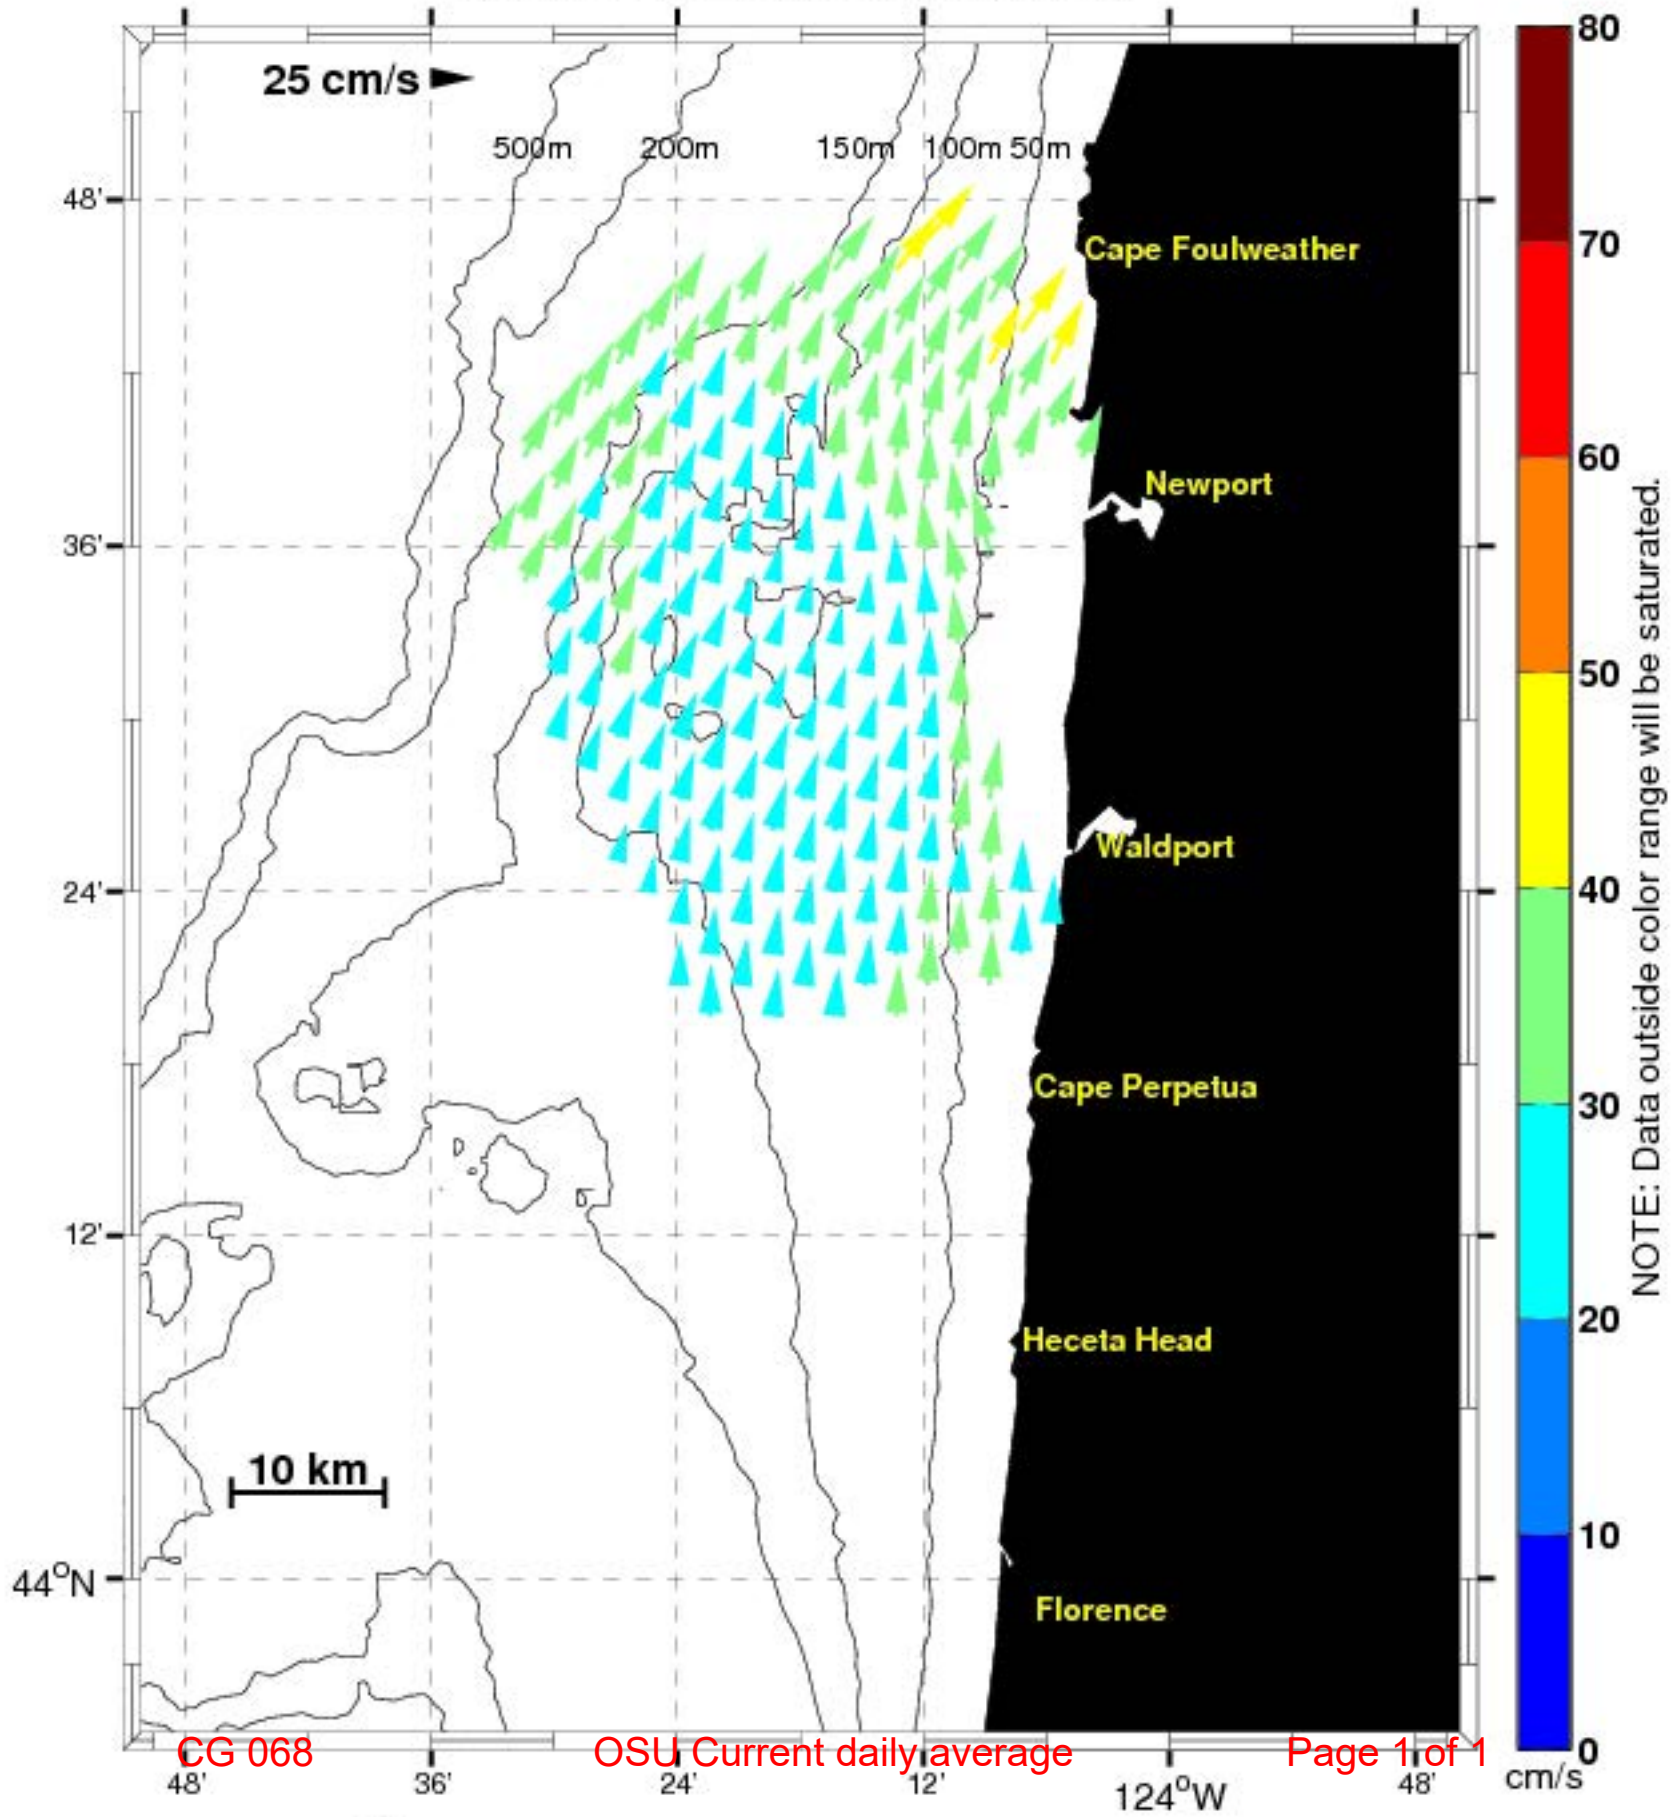 25 cm/s
500m 200m 150m 100m 50m
48'
Cape Foulweather
Newport
36'
Waldport
24'
Cape Perpetua
12'
Heceta Head
10 km
44°N
Florence
80
70
60
50
40
30
20
10
0
cm/s
NOTE: Data outside color range will be saturated.
CG 068 OSU Current daily average Page 1 of 1
48' 36' 24' 12' 124°W 48'